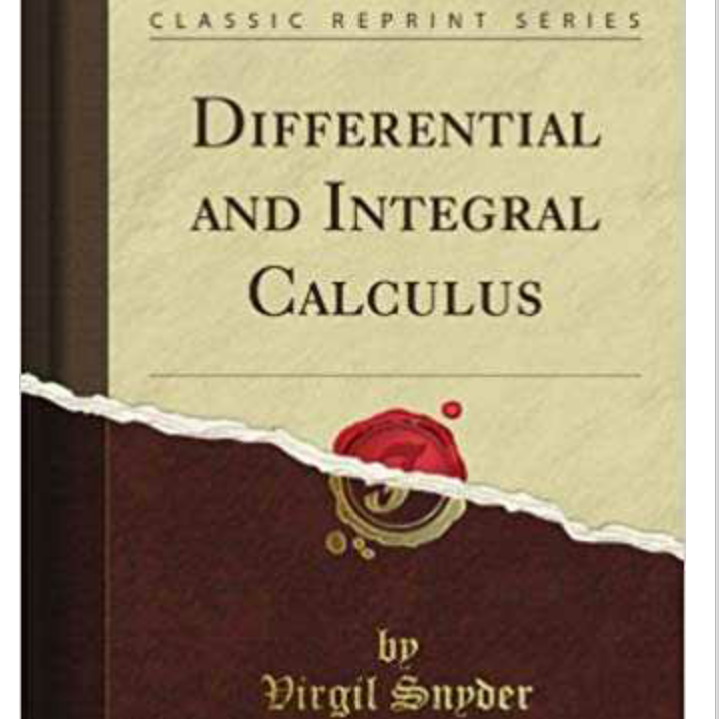 CLASSIC REPRINT SERIES
DIFFERENTIAL
AND INTEGRAL
CALCULUS
by
Virgil Snyder